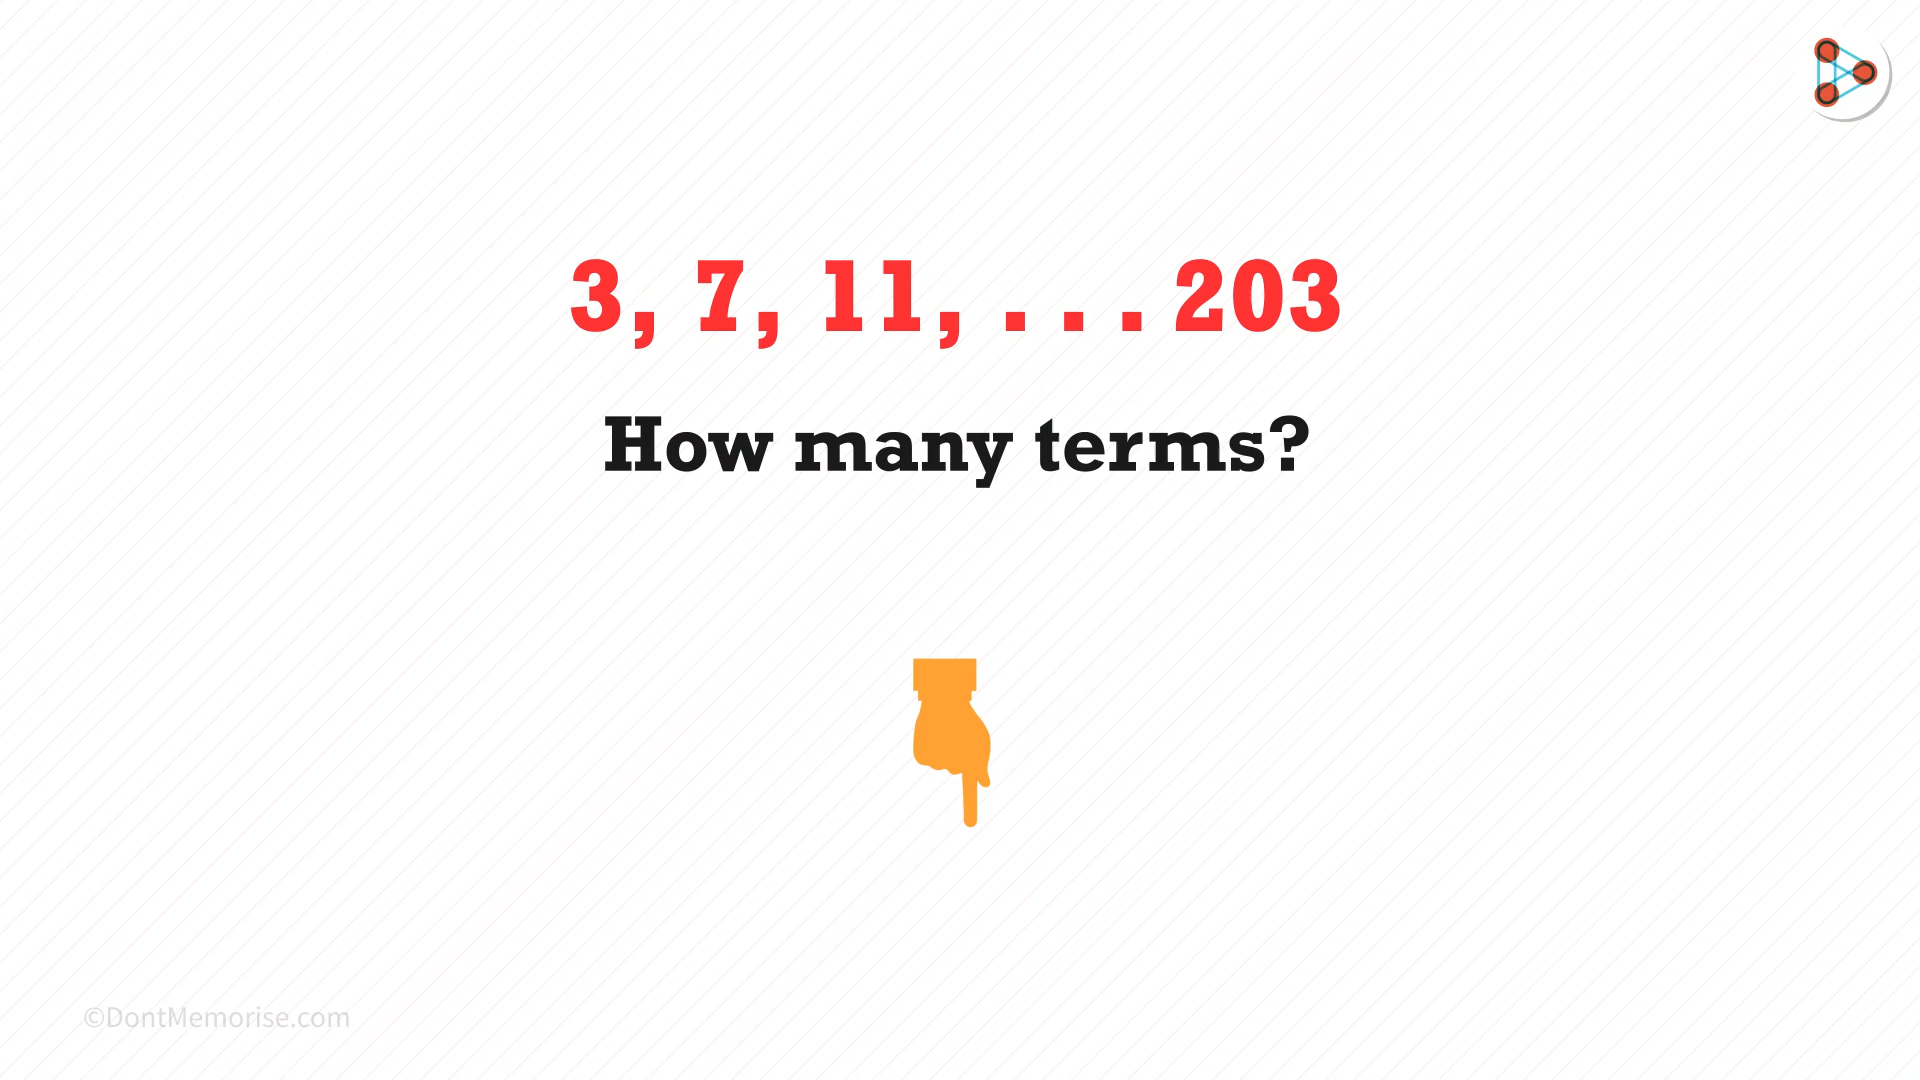 3, 7, 11, . . . 203
How many terms?
©DontMemorise.com